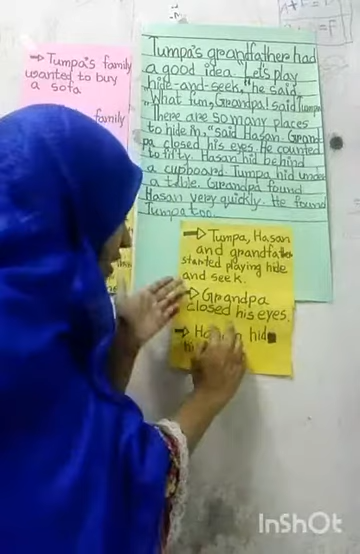 → Tumpa's family
wanted to buy
a sofa
family
Tumpa's grandfather had
a good idea. Let's play
hide-and-seek," he said.
"What fun, Grandpa! said Tumpa
There are so many places
to hide in," said Hasan. Grand-
pa closed his eyes. He counted
to fifty. Hasan hid behind
a cupboard. Tumpa hid under
a table. Grandpa found
Hasan very quickly. He found
Tumpa too.
→ Tumpa, Hasan
and grandfather
started playing hide
and seek.
→ Grandpa
closed his eyes.
→ hid
InShOt